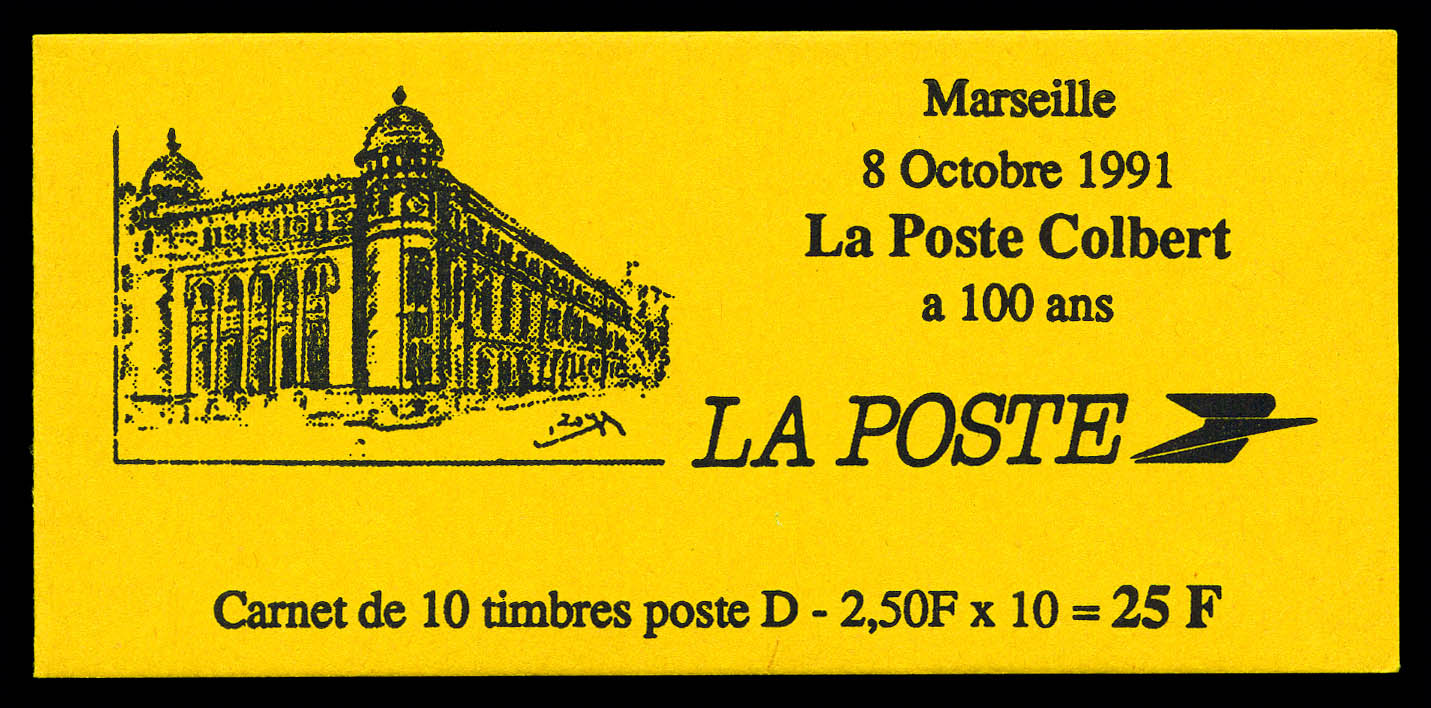 Marseille
8 Octobre 1991
La Poste Colbert
a 100 ans
LA POSTE
Carnet de 10 timbres poste D - 2,50F x 10 = 25 F